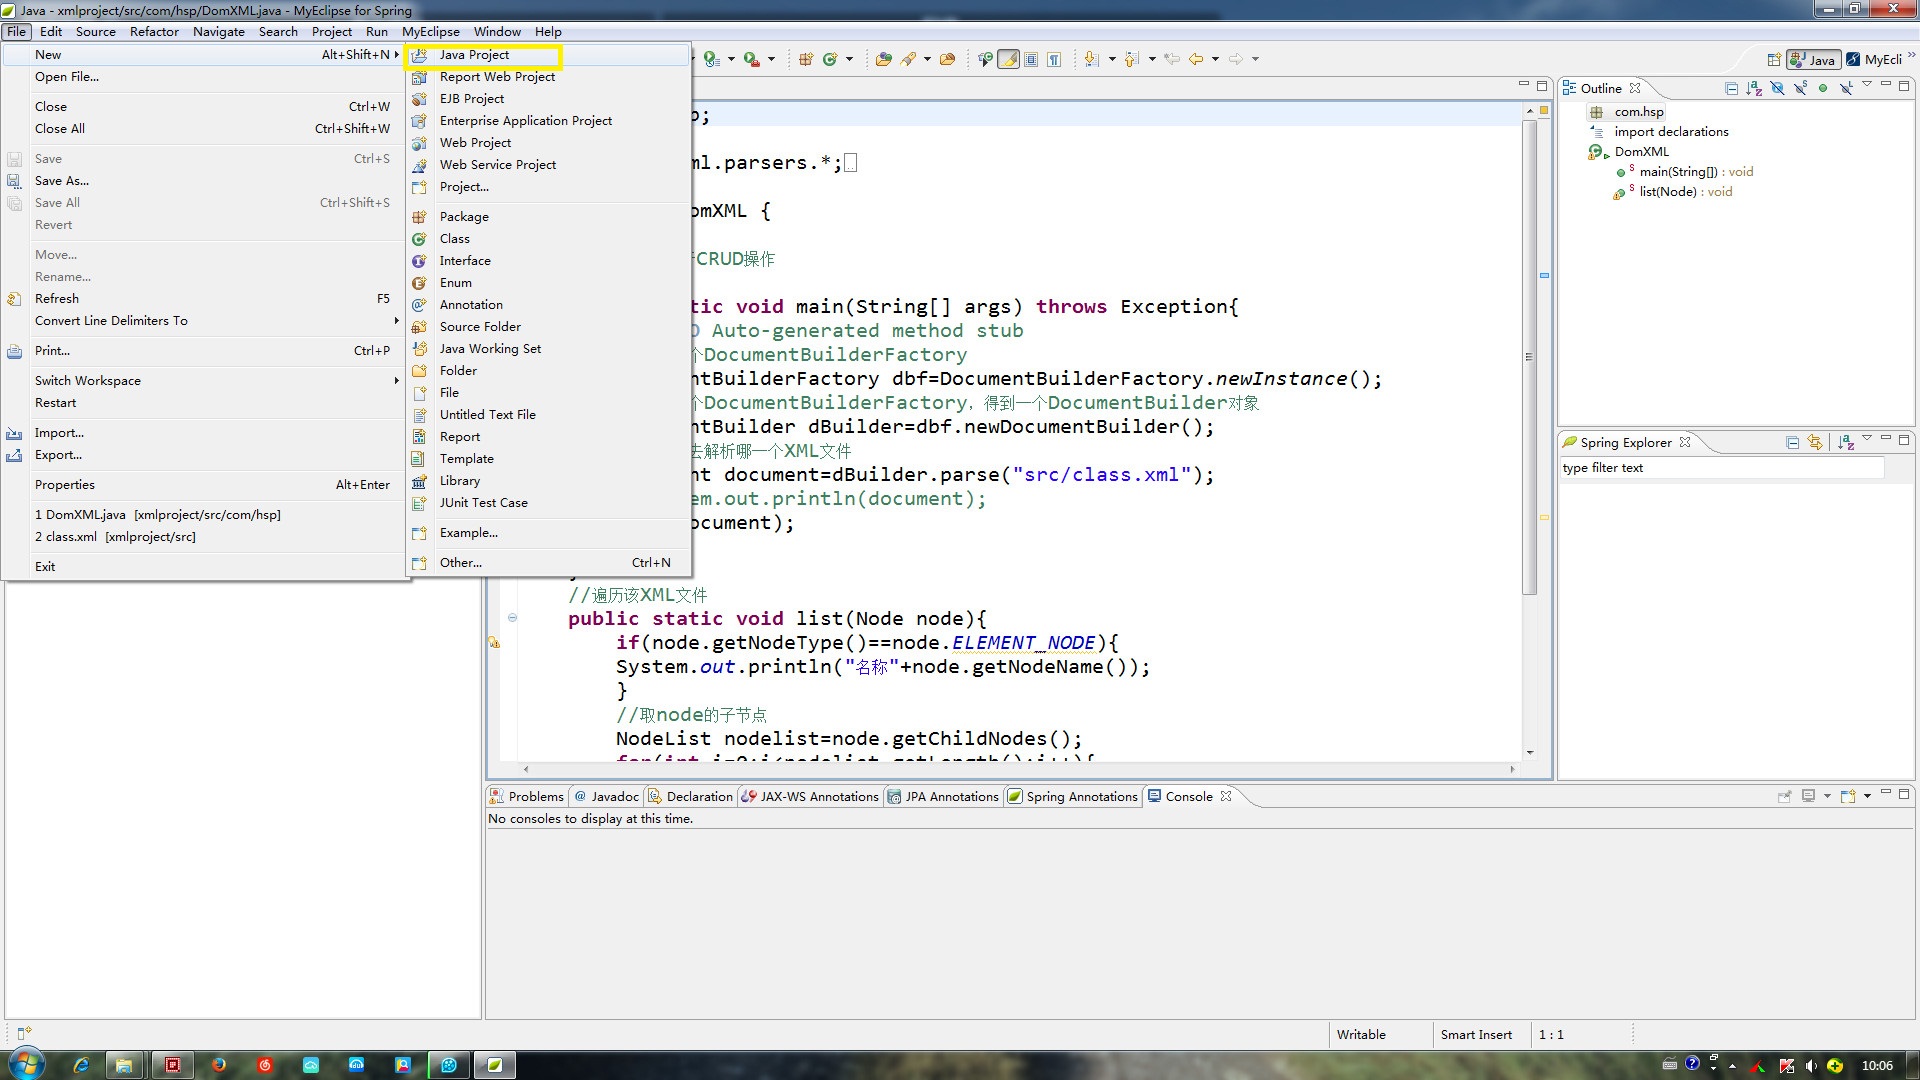 Java - xmlproject/src/com/hsp/DomXML.java - MyEclipse for Spring
File Edit Source Refactor Navigate Search Project Run MyEclipse Window Help
New Alt+Shift+N
Open File...
Close Ctrl+W
Close All Ctrl+Shift+W
Save Ctrl+S
Save As...
Save All Ctrl+Shift+S
Revert
Move...
Rename...
Refresh F5
Convert Line Delimiters To
Print... Ctrl+P
Switch Workspace
Restart
Import...
Export...
Properties Alt+Enter
1 DomXML.java [xmlproject/src/com/hsp]
2 class.xml [xmlproject/src]
Exit
Java Project
Report Web Project
EJB Project
Enterprise Application Project
Web Project
Web Service Project
Project...
Package
Class
Interface
Enum
Annotation
Source Folder
Java Working Set
Folder
File
Untitled Text File
Report
Template
Library
JUnit Test Case
Example...
Other... Ctrl+N
Java MyEcli
;
ml.parsers.*;
omXML {
CRUD操作
tic void main(String[] args) throws Exception{
Auto-generated method stub
个DocumentBuilderFactory
ntBuilderFactory dbf=DocumentBuilderFactory.newInstance();
个DocumentBuilderFactory，得到一个DocumentBuilder对象
ntBuilder dBuilder=dbf.newDocumentBuilder();
去解析哪一个XML文件
nt document=dBuilder.parse("src/class.xml");
em.out.println(document);
ocument);
//遍历该XML文件
public static void list(Node node){
if(node.getNodeType()==node.ELEMENT_NODE){
System.out.println("名称"+node.getNodeName());
}
//取node的子节点
NodeList nodelist=node.getChildNodes();
for(int i=0;i<nodelist.getLength();i++){
Outline
com.hsp
import declarations
DomXML
main(String[]) : void
list(Node) : void
Spring Explorer
type filter text
Problems Javadoc Declaration JAX-WS Annotations JPA Annotations Spring Annotations Console
No consoles to display at this time.
Writable Smart Insert 1 : 1
10:06